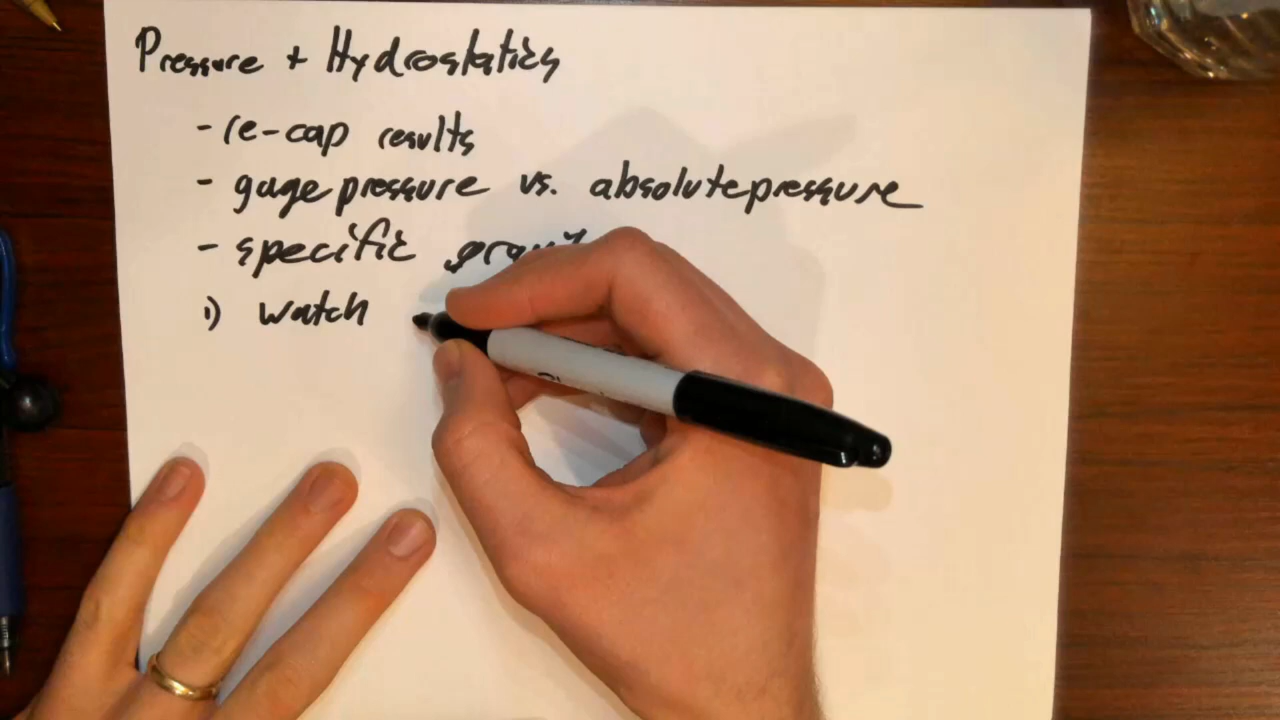 Pressure + Hydrostatics
- re-cap results
- gage pressure vs. absolute pressure
- specific
1) watch